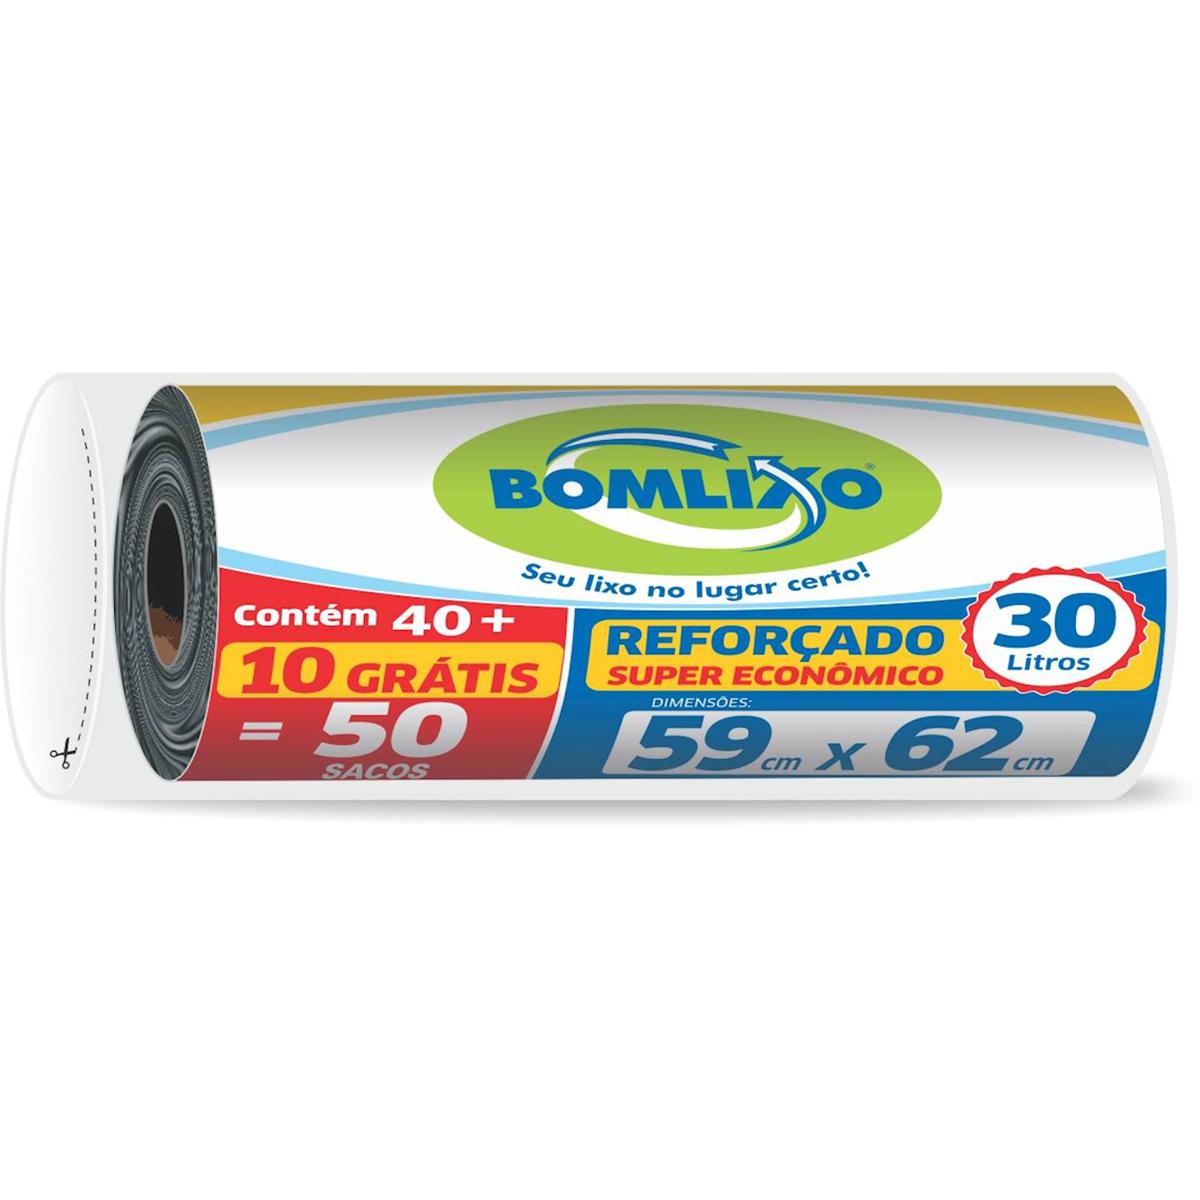 BOMLIXO®
Seu lixo no lugar certo!
Contém 40 +
10 GRÁTIS
= 50
SACOS
REFORÇADO
SUPER ECONÔMICO
30
Litros
DIMENSÕES:
59cm x 62cm